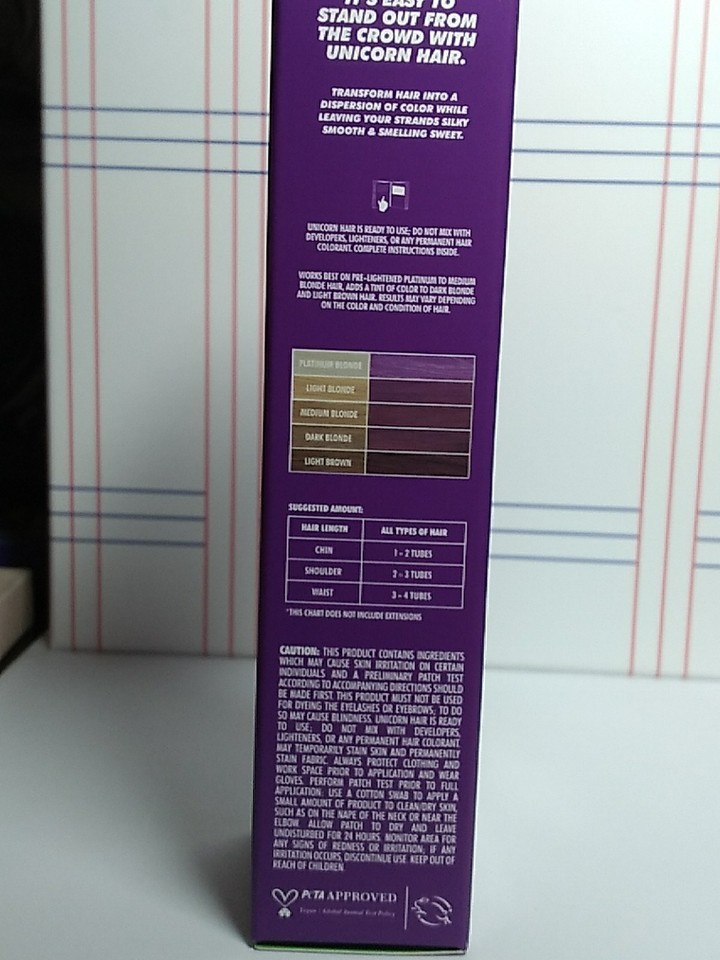 IT'S EASY TO
STAND OUT FROM
THE CROWD WITH
UNICORN HAIR.
TRANSFORM HAIR INTO A
DISPERSION OF COLOR WHILE
LEAVING YOUR STRANDS SILKY
SMOOTH & SMELLING SWEET.
UNICORN HAIR IS READY TO USE; DO NOT MIX WITH
DEVELOPERS, LIGHTENERS, OR ANY PERMANENT HAIR
COLORANT. COMPLETE INSTRUCTIONS INSIDE.
WORKS BEST ON PRE-LIGHTENED PLATINUM TO MEDIUM
BLONDE HAIR, ADDS A TINT OF COLOR TO DARK BLONDE
AND LIGHT BROWN HAIR. RESULTS MAY VARY DEPENDING
ON THE COLOR AND CONDITION OF HAIR.
PLATINUM BLONDE
LIGHT BLONDE
MEDIUM BLONDE
DARK BLONDE
LIGHT BROWN
SUGGESTED AMOUNT:
HAIR LENGTH ALL TYPES OF HAIR
CHIN 1 - 2 TUBES
SHOULDER 2 - 3 TUBES
WAIST 3 - 4 TUBES
*THIS CHART DOES NOT INCLUDE EXTENSIONS
CAUTION: THIS PRODUCT CONTAINS INGREDIENTS
WHICH MAY CAUSE SKIN IRRITATION ON CERTAIN
INDIVIDUALS AND A PRELIMINARY PATCH TEST
ACCORDING TO ACCOMPANYING DIRECTIONS SHOULD
BE MADE FIRST. THIS PRODUCT MUST NOT BE USED
FOR DYEING THE EYELASHES OR EYEBROWS; TO DO
SO MAY CAUSE BLINDNESS. UNICORN HAIR IS READY
TO USE; DO NOT MIX WITH DEVELOPERS,
LIGHTENERS, OR ANY PERMANENT HAIR COLORANT.
MAY TEMPORARILY STAIN SKIN AND PERMANENTLY
STAIN FABRIC. ALWAYS PROTECT CLOTHING AND
WORK SPACE PRIOR TO APPLICATION AND WEAR
GLOVES. PERFORM PATCH TEST PRIOR TO FULL
APPLICATION: USE A COTTON SWAB TO APPLY A
SMALL AMOUNT OF PRODUCT TO CLEAN/DRY SKIN,
SUCH AS ON THE NAPE OF THE NECK OR NEAR THE
ELBOW. ALLOW PATCH TO DRY AND LEAVE
UNDISTURBED FOR 24 HOURS. MONITOR AREA FOR
ANY SIGNS OF REDNESS OR IRRITATION; IF ANY
IRRITATION OCCURS, DISCONTINUE USE. KEEP OUT OF
REACH OF CHILDREN.
PETA APPROVED
Vegan | Global Animal Test Policy